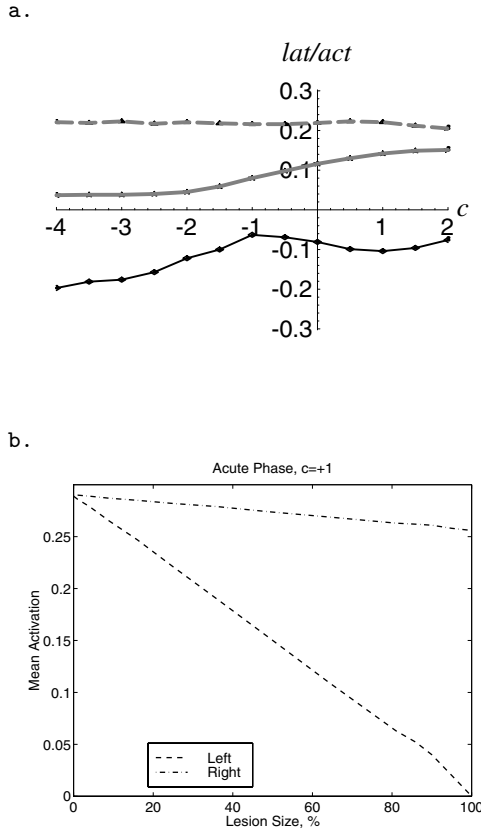 a.
lat/act
0.3
0.2
0.1
-4 -3 -2 -1 1 2 c
-0.1
-0.2
-0.3
b.
Acute Phase, c=+1
0.25
0.2
0.15
0.1
0.05
0
Mean Activation
Left
Right
0 20 40 60 80 100
Lesion Size, %